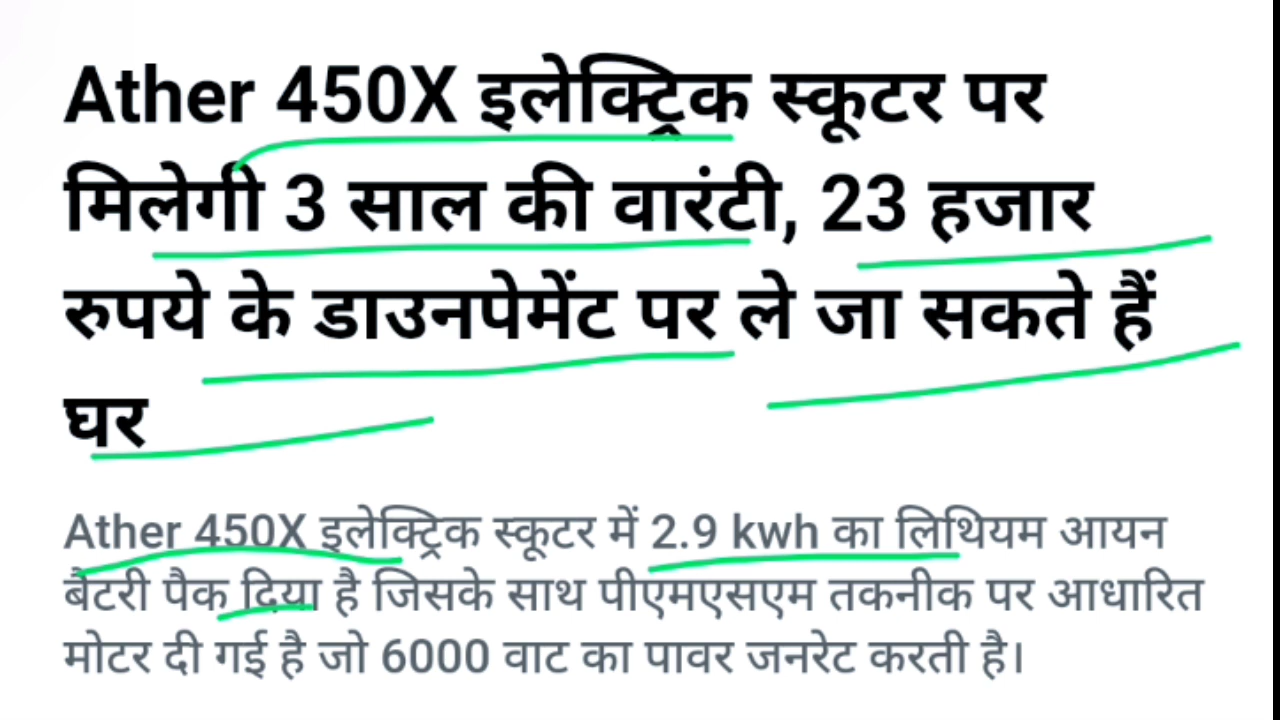 Ather 450X इलेक्ट्रिक स्कूटर पर
मिलेगी 3 साल की वारंटी, 23 हजार
रुपये के डाउनपेमेंट पर ले जा सकते हैं
घर
Ather 450X इलेक्ट्रिक स्कूटर में 2.9 kwh का लिथियम आयन
बैटरी पैक दिया है जिसके साथ पीएमएसएम तकनीक पर आधारित
मोटर दी गई है जो 6000 वाट का पावर जनरेट करती है।